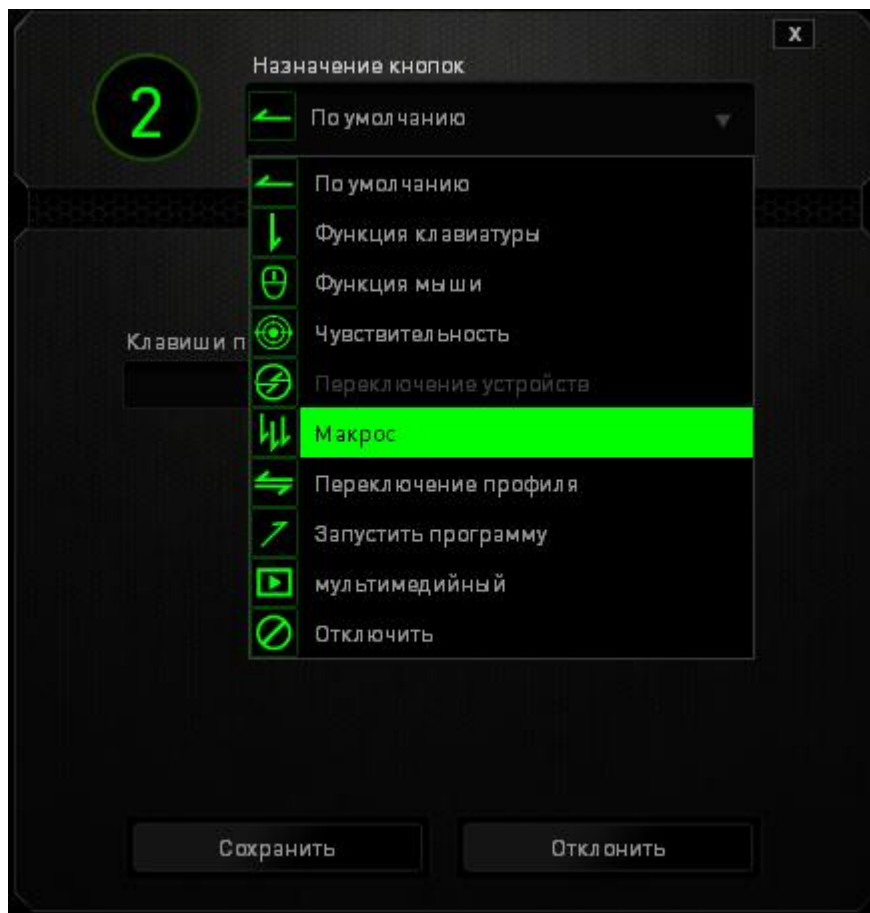 X
Назначение кнопок
2
По умолчанию
По умолчанию
Функция клавиатуры
Функция мыши
Чувствительность
Клавиши п
Переключение устройств
Макрос
Переключение профиля
Запустить программу
мультимедийный
Отключить
Сохранить
Отклонить